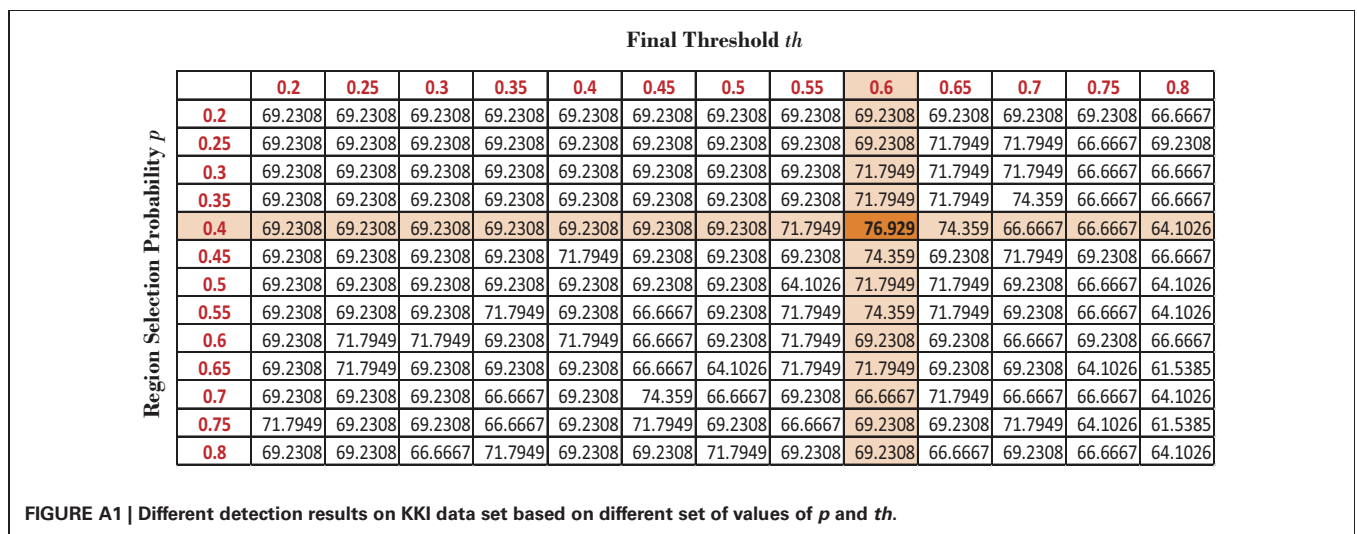 Final Threshold th
Region Selection Probability p
0.2 0.25 0.3 0.35 0.4 0.45 0.5 0.55 0.6 0.65 0.7 0.75 0.8
0.2 69.2308 69.2308 69.2308 69.2308 69.2308 69.2308 69.2308 69.2308 69.2308 69.2308 69.2308 69.2308 66.6667
0.25 69.2308 69.2308 69.2308 69.2308 69.2308 69.2308 69.2308 69.2308 69.2308 71.7949 71.7949 66.6667 69.2308
0.3 69.2308 69.2308 69.2308 69.2308 69.2308 69.2308 69.2308 69.2308 71.7949 71.7949 71.7949 66.6667 66.6667
0.35 69.2308 69.2308 69.2308 69.2308 69.2308 69.2308 69.2308 69.2308 71.7949 71.7949 74.359 66.6667 66.6667
0.4 69.2308 69.2308 69.2308 69.2308 69.2308 69.2308 69.2308 71.7949 76.929 74.359 66.6667 66.6667 64.1026
0.45 69.2308 69.2308 69.2308 69.2308 71.7949 69.2308 69.2308 69.2308 74.359 69.2308 71.7949 69.2308 66.6667
0.5 69.2308 69.2308 69.2308 69.2308 69.2308 69.2308 69.2308 64.1026 71.7949 71.7949 69.2308 66.6667 64.1026
0.55 69.2308 69.2308 69.2308 71.7949 69.2308 66.6667 69.2308 71.7949 74.359 71.7949 69.2308 66.6667 64.1026
0.6 69.2308 71.7949 71.7949 69.2308 71.7949 66.6667 69.2308 71.7949 69.2308 69.2308 66.6667 69.2308 66.6667
0.65 69.2308 71.7949 69.2308 69.2308 69.2308 66.6667 64.1026 71.7949 71.7949 69.2308 69.2308 64.1026 61.5385
0.7 69.2308 69.2308 69.2308 66.6667 69.2308 74.359 66.6667 69.2308 66.6667 71.7949 66.6667 66.6667 64.1026
0.75 71.7949 69.2308 69.2308 66.6667 69.2308 71.7949 69.2308 66.6667 69.2308 69.2308 71.7949 64.1026 61.5385
0.8 69.2308 69.2308 66.6667 71.7949 69.2308 69.2308 71.7949 69.2308 69.2308 66.6667 69.2308 66.6667 64.1026
FIGURE A1 | Different detection results on KKI data set based on different set of values of p and th.